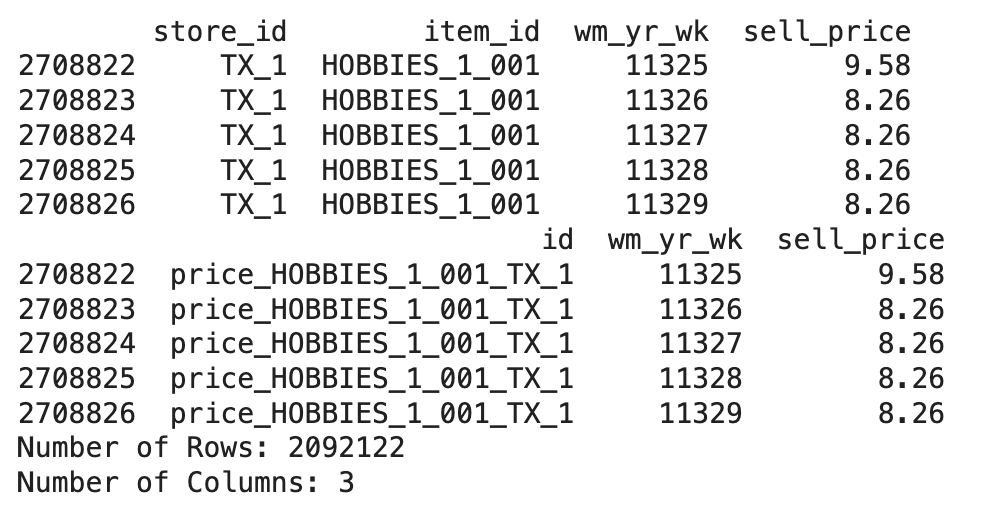 store_id item_id wm_yr_wk sell_price
2708822 TX_1 HOBBIES_1_001 11325 9.58
2708823 TX_1 HOBBIES_1_001 11326 8.26
2708824 TX_1 HOBBIES_1_001 11327 8.26
2708825 TX_1 HOBBIES_1_001 11328 8.26
2708826 TX_1 HOBBIES_1_001 11329 8.26
id wm_yr_wk sell_price
2708822 price_HOBBIES_1_001_TX_1 11325 9.58
2708823 price_HOBBIES_1_001_TX_1 11326 8.26
2708824 price_HOBBIES_1_001_TX_1 11327 8.26
2708825 price_HOBBIES_1_001_TX_1 11328 8.26
2708826 price_HOBBIES_1_001_TX_1 11329 8.26
Number of Rows: 2092122
Number of Columns: 3